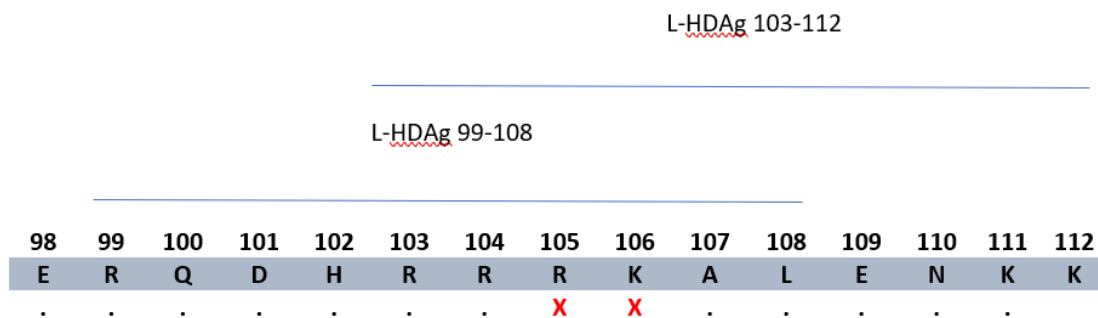 L-HDAg 103-112
L-HDAg 99-108
98 99 100 101 102 103 104 105 106 107 108 109 110 111 112
E R Q D H R R R K A L E N K K
. . . . . . . X X . . . . .